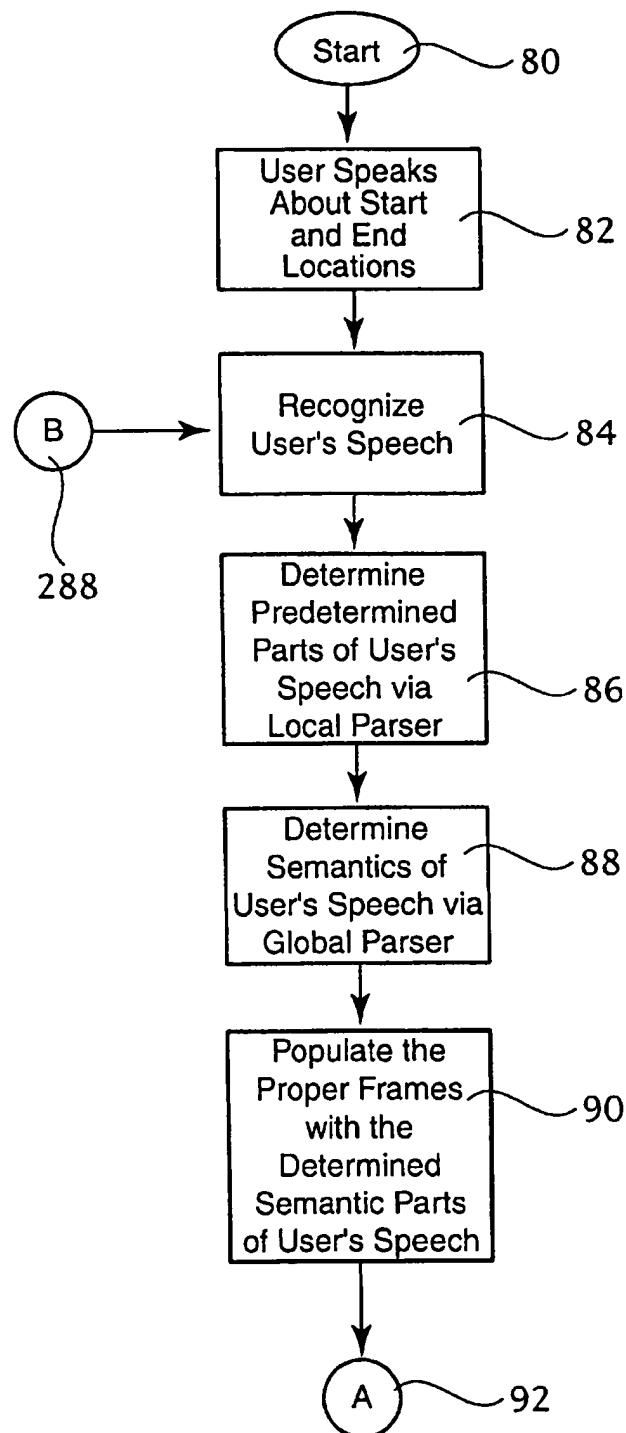 Start
80
User Speaks
About Start
and End
Locations
82
B
288
Recognize
User's Speech
84
Determine
Predetermined
Parts of User's
Speech via
Local Parser
86
Determine
Semantics of
User's Speech via
Global Parser
88
Populate the
Proper Frames
with the
Determined
Semantic Parts
of User's Speech
90
A
92